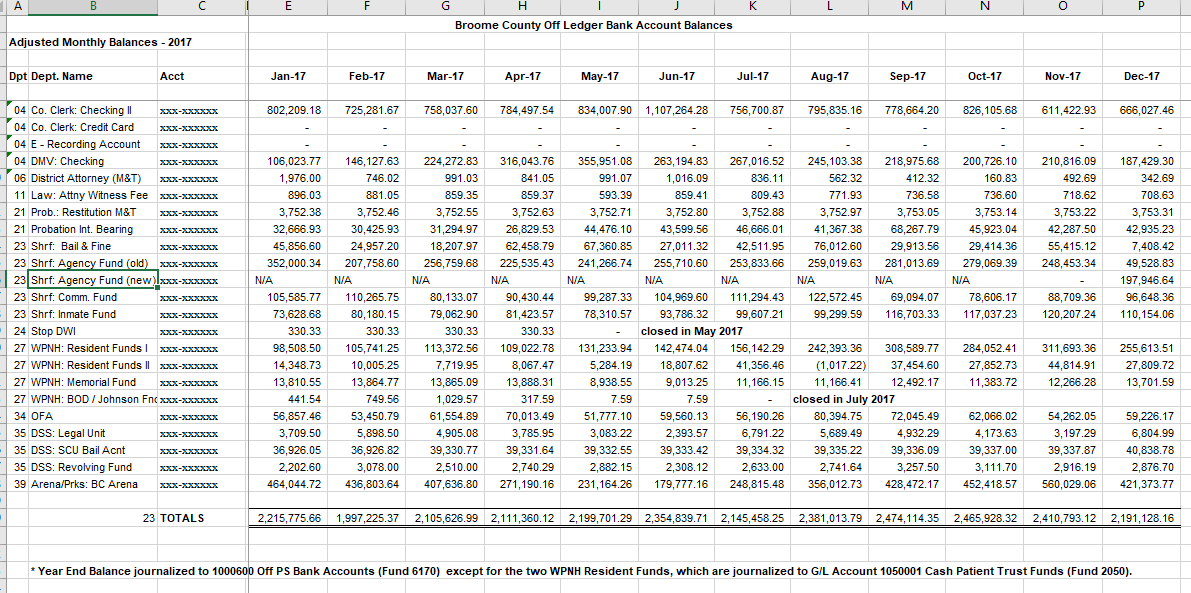 A B C E F G H I J K L M N O P
Broome County Off Ledger Bank Account Balances
Adjusted Monthly Balances - 2017
Dpt Dept. Name Acct Jan-17 Feb-17 Mar-17 Apr-17 May-17 Jun-17 Jul-17 Aug-17 Sep-17 Oct-17 Nov-17 Dec-17
04 Co. Clerk: Checking II xxx-xxxxxx 802,209.18 725,281.67 758,037.60 784,497.54 834,007.90 1,107,264.28 756,700.87 795,835.16 778,664.20 826,105.68 611,422.93 666,027.46
04 Co. Clerk: Credit Card xxx-xxxxxx - - - - - - - - - - - -
04 E - Recording Account xxx-xxxxxx - - - - - - - - - - - -
04 DMV: Checking xxx-xxxxxx 106,023.77 146,127.63 224,272.83 316,043.76 355,951.08 263,194.83 267,016.52 245,103.38 218,975.68 200,726.10 210,816.09 187,429.30
06 District Attorney (M&T) xxx-xxxxxx 1,976.00 746.02 991.03 841.05 991.07 1,016.09 836.11 562.32 412.32 160.83 492.69 342.69
11 Law: Attny Witness Fee xxx-xxxxxx 896.03 881.05 859.35 859.37 593.39 859.41 809.43 771.93 736.58 736.60 718.62 708.63
21 Prob.: Restitution M&T xxx-xxxxxx 3,752.38 3,752.46 3,752.55 3,752.63 3,752.71 3,752.80 3,752.88 3,752.97 3,753.05 3,753.14 3,753.22 3,753.31
21 Probation Int. Bearing xxx-xxxxxx 32,666.93 30,425.93 31,294.97 26,829.53 44,476.10 43,599.56 46,666.01 41,367.38 68,267.79 45,923.04 42,287.50 42,935.23
23 Shrf: Bail & Fine xxx-xxxxxx 45,856.60 24,957.20 18,207.97 62,458.79 67,360.85 27,011.32 42,511.95 76,012.60 29,913.56 29,414.36 55,415.12 7,408.42
23 Shrf: Agency Fund (old) xxx-xxxxxx 352,000.34 207,758.60 256,759.68 225,535.43 241,266.74 255,710.60 253,833.66 259,019.63 281,013.69 279,069.39 248,453.34 49,528.83
23 Shrf: Agency Fund (new) xxx-xxxxxx N/A N/A N/A N/A N/A N/A N/A N/A N/A N/A - 197,946.64
23 Shrf: Comm. Fund xxx-xxxxxx 105,585.77 110,265.75 80,133.07 90,430.44 99,287.33 104,969.60 111,294.43 122,572.45 69,094.07 78,606.17 88,709.36 96,648.36
23 Shrf: Inmate Fund xxx-xxxxxx 73,628.68 80,180.15 79,062.90 81,423.57 78,310.57 93,786.32 99,607.21 99,299.59 116,703.33 117,037.23 120,207.24 110,154.06
24 Stop DWI xxx-xxxxxx 330.33 330.33 330.33 330.33 - closed in May 2017
27 WPNH: Resident Funds I xxx-xxxxxx 98,508.50 105,741.25 113,372.56 109,022.78 131,233.94 142,474.04 156,142.29 242,393.36 308,589.77 284,052.41 311,693.36 255,613.51
27 WPNH: Resident Funds II xxx-xxxxxx 14,348.73 10,005.25 7,719.95 8,067.47 5,284.19 18,807.62 41,356.46 (1,017.22) 37,454.60 27,852.73 44,814.91 27,809.72
27 WPNH: Memorial Fund xxx-xxxxxx 13,810.55 13,864.77 13,865.09 13,888.31 8,938.55 9,013.25 11,166.15 11,166.41 12,492.17 11,383.72 12,266.28 13,701.59
27 WPNH: BOD / Johnson Fnd xxx-xxxxxx 441.54 749.56 1,029.57 317.59 7.59 7.59 - closed in July 2017
34 OFA xxx-xxxxxx 56,857.46 53,450.79 61,554.89 70,013.49 51,777.10 59,560.13 56,190.26 80,394.75 72,045.49 62,066.02 54,262.05 59,226.17
35 DSS: Legal Unit xxx-xxxxxx 3,709.50 5,898.50 4,905.08 3,785.95 3,083.22 2,393.57 6,791.22 5,689.49 4,932.29 4,173.63 3,197.29 6,804.99
35 DSS: SCU Bail Acnt xxx-xxxxxx 36,926.05 36,926.82 39,330.77 39,331.64 39,332.55 39,333.42 39,334.32 39,335.22 39,336.09 39,337.00 39,337.87 40,838.78
35 DSS: Revolving Fund xxx-xxxxxx 2,202.60 3,078.00 2,510.00 2,740.29 2,882.15 2,308.12 2,633.00 2,741.64 3,257.50 3,111.70 2,916.19 2,876.70
39 Arena/Prks: BC Arena xxx-xxxxxx 464,044.72 436,803.64 407,636.80 271,190.16 231,164.26 179,777.16 248,815.48 356,012.73 428,472.17 452,418.57 560,029.06 421,373.77
23 TOTALS 2,215,775.66 1,997,225.37 2,105,626.99 2,111,360.12 2,199,701.29 2,354,839.71 2,145,458.25 2,381,013.79 2,474,114.35 2,465,928.32 2,410,793.12 2,191,128.16
* Year End Balance journalized to 1000600 Off PS Bank Accounts (Fund 6170) except for the two WPNH Resident Funds, which are journalized to G/L Account 1050001 Cash Patient Trust Funds (Fund 2050).